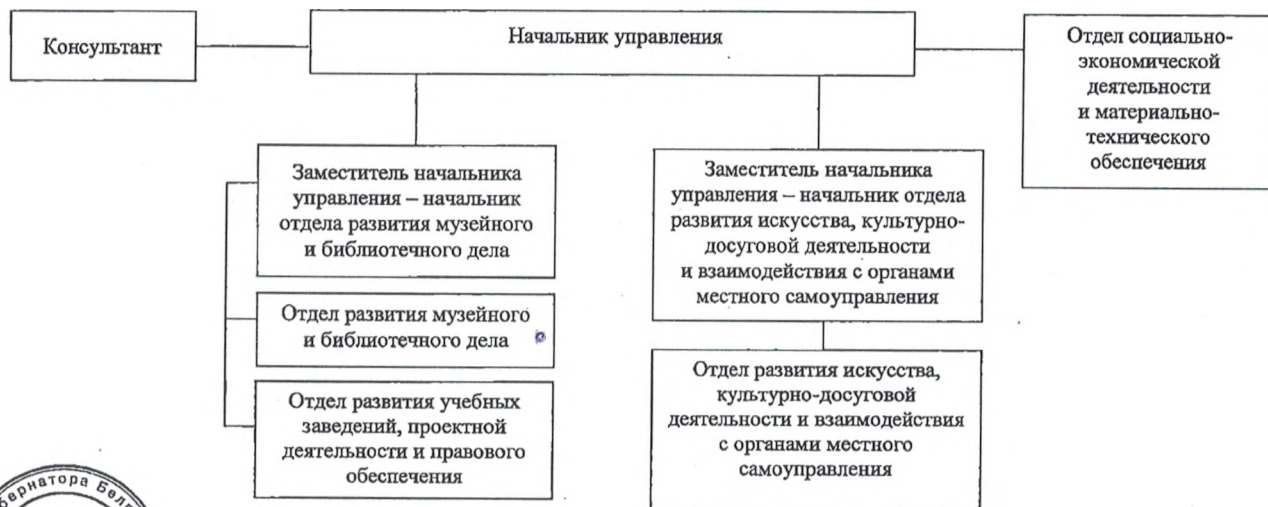 Консультант
Начальник управления
Отдел социально-
экономической
деятельности
и материально-
технического
обеспечения
Заместитель начальника
управления – начальник
отдела развития музейного
и библиотечного дела
Заместитель начальника
управления – начальник отдела
развития искусства, культурно-
досуговой деятельности
и взаимодействия с органами
местного самоуправления
Отдел развития музейного
и библиотечного дела
Отдел развития искусства,
культурно-досуговой
деятельности и взаимодействия
с органами местного
самоуправления
Отдел развития учебных
заведений, проектной
деятельности и правового
обеспечения